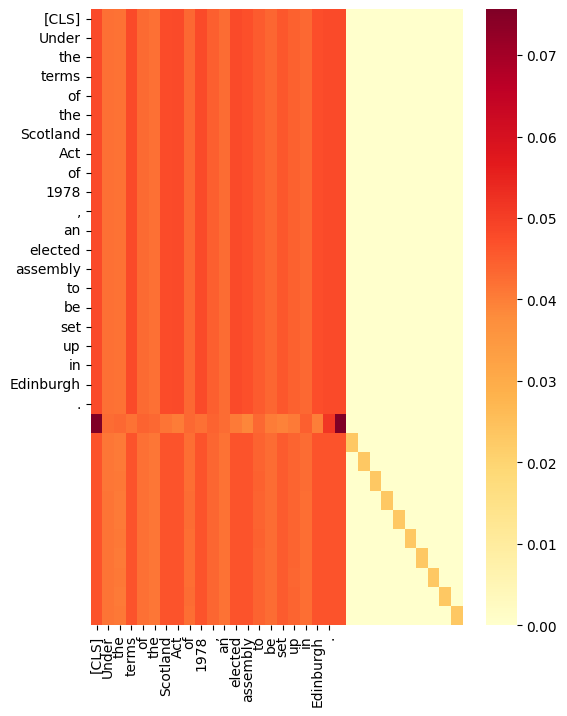 [CLS]
Under
the
terms
of
the
Scotland
Act
of
1978
,
an
elected
assembly
to
be
set
up
in
Edinburgh
.
0.07
0.06
0.05
0.04
0.03
0.02
0.01
0.00
[CLS]
Under
the
terms
of
the
Scotland
Act
of
1978
,
an
elected
assembly
to
be
set
up
in
Edinburgh
.